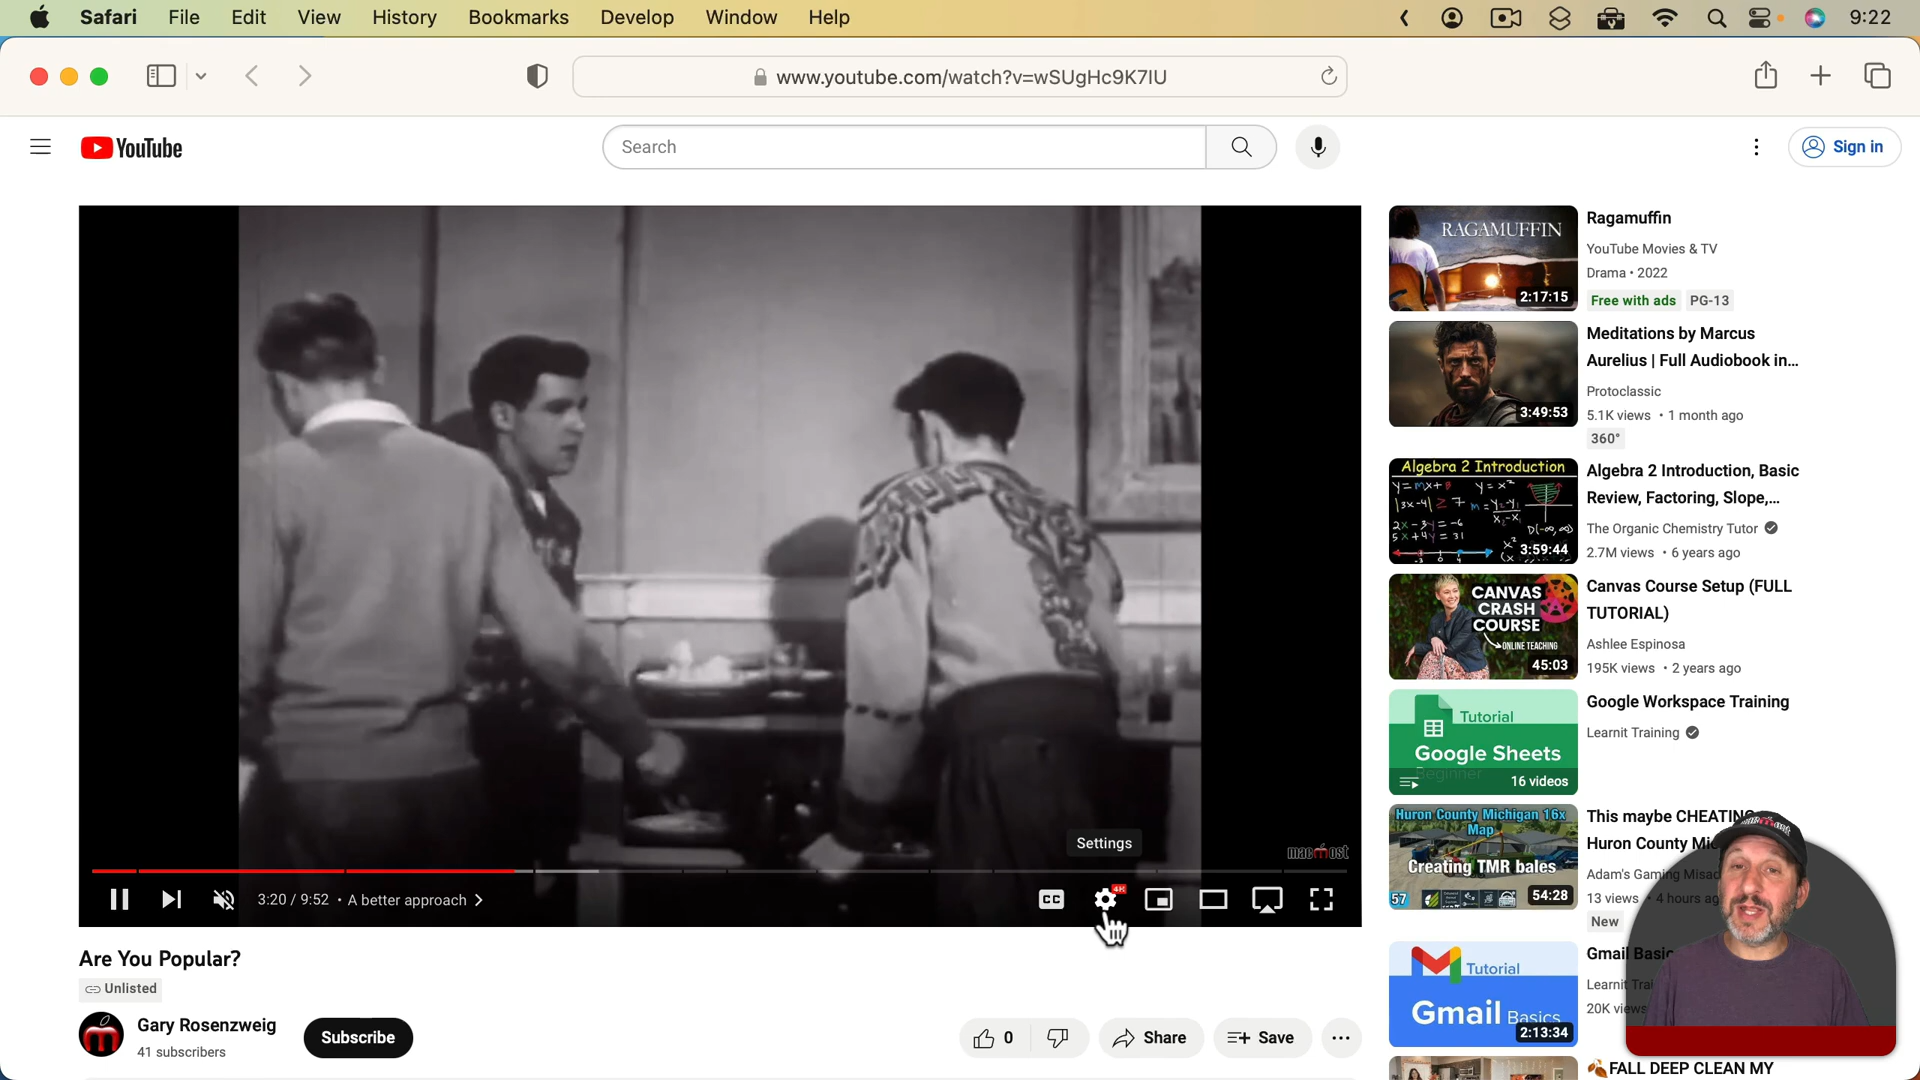 Safari File Edit View History Bookmarks Develop Window Help 9:22
www.youtube.com/watch?v=wSUgHc9K7IU
YouTube
Search
Sign in
Settings
macmost
3:20 / 9:52 • A better approach
CC
4K
Are You Popular?
Unlisted
Gary Rosenzweig
41 subscribers
Subscribe
0
Share
Save
RAGAMUFFIN
2:17:15
Ragamuffin
YouTube Movies & TV
Drama • 2022
Free with ads PG-13
3:49:53
Meditations by Marcus
Aurelius | Full Audiobook in...
Protoclassic
5.1K views • 1 month ago
360°
Algebra 2 Introduction
3:59:44
Algebra 2 Introduction, Basic
Review, Factoring, Slope,...
The Organic Chemistry Tutor
2.7M views • 6 years ago
CANVAS
CRASH
COURSE
ONLINE TEACHING
45:03
Canvas Course Setup (FULL
TUTORIAL)
Ashlee Espinosa
195K views • 2 years ago
Tutorial
Google Sheets
Beginner
16 videos
Google Workspace Training
Learnit Training
Huron County Michigan 16x
Map
Creating TMR bales
57
54:28
This maybe CHEATING
Huron County Mic
Adam's Gaming Misad
13 views • 4 hours ag
New
Tutorial
Gmail Basics
2:13:34
Gmail Basic
Learnit Trai
20K views
FALL DEEP CLEAN MY